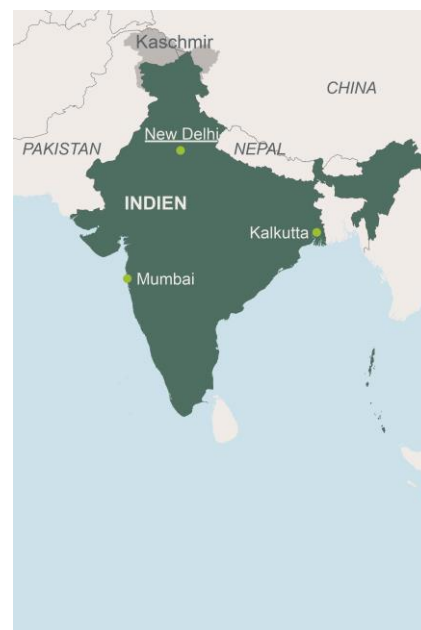 Kaschmir
CHINA
New Delhi
PAKISTAN
NEPAL
INDIEN
Kalkutta
Mumbai